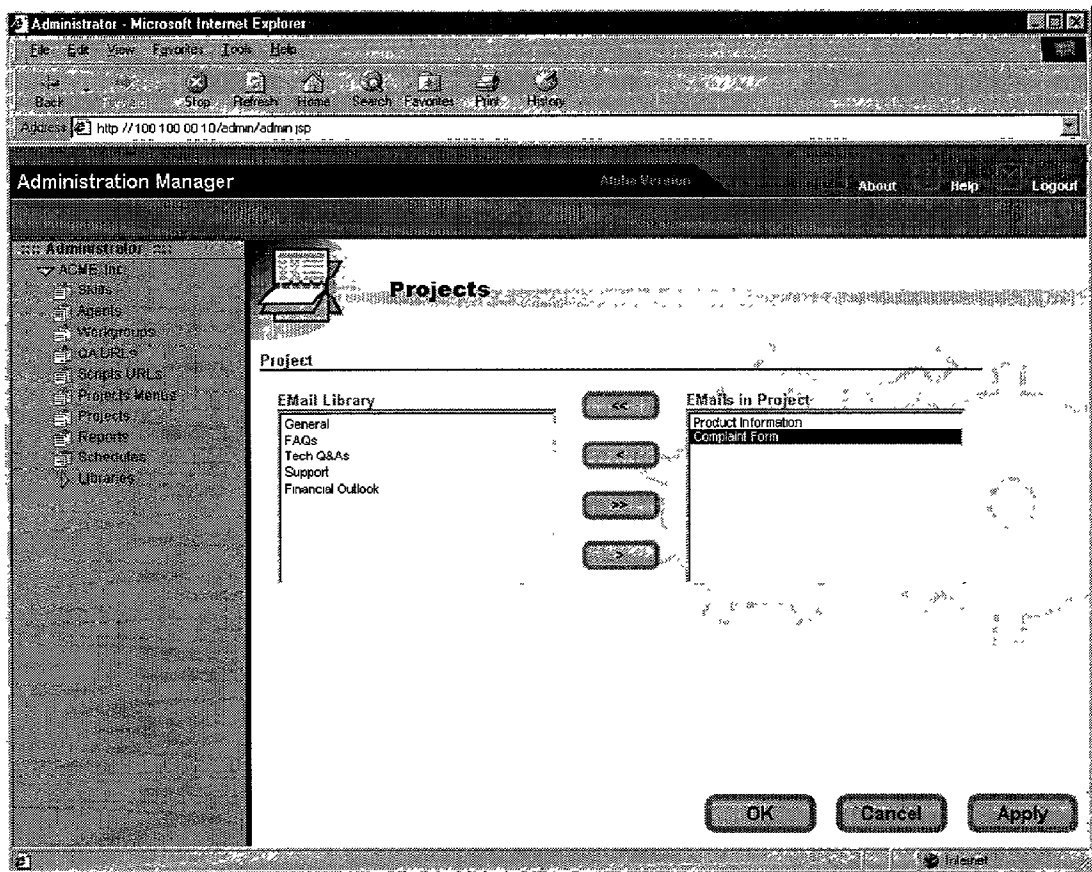 Administrator - Microsoft Internet Explorer
File Edit View Favorites Tools Help
Back Forward Stop Refresh Home Search Favorites Print History
Address http //100 100 00 10/admin/admin jsp
Administration Manager
Alpha Version
About Help Logout
:::: Administrator ::::
ACME, Inc
Skills
Agents
Workgroups
QA URLs
Scripts URLs
Projects Menus
Projects
Reports
Schedules
Libraries
Projects
Project
EMail Library
General
FAQs
Tech Q&As
Support
Financial Outlook
<<
<
>>
>
EMails in Project
Product Information
Complaint Form
OK Cancel Apply
Internet